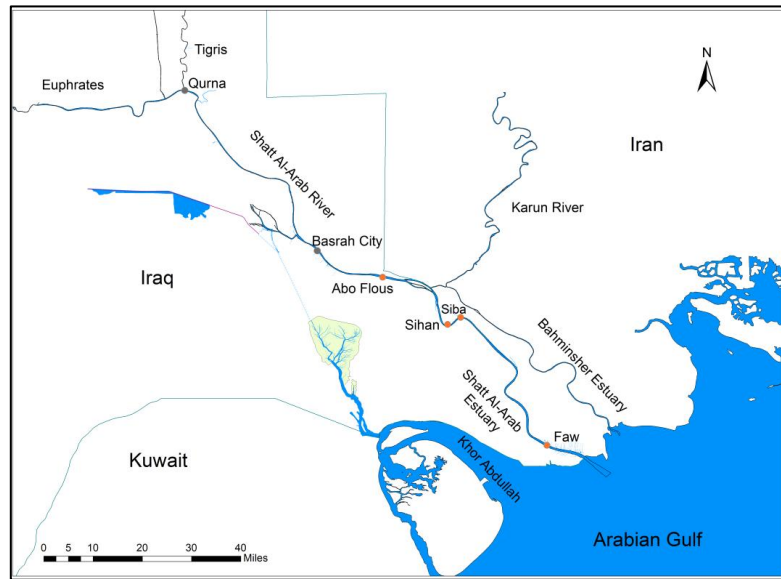 Tigris
N
Euphrates
Qurna
Shatt Al-Arab River
Iran
Karun River
Basrah City
Iraq
Abo Flous
Siba
Sihan
Bahminsher Estuary
Shatt Al-Arab
Estuary
Faw
Khor Abdullah
Kuwait
Arabian Gulf
0 5 10 20 30 40
Miles